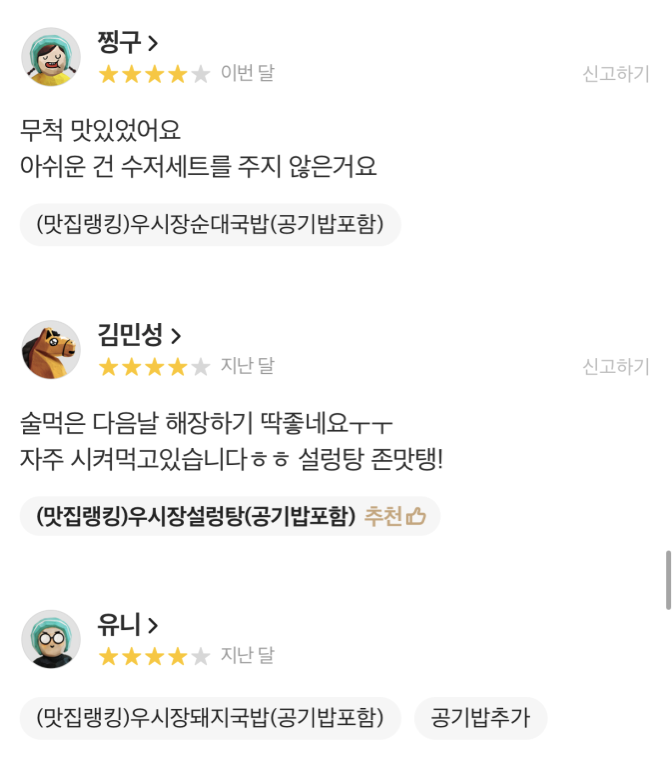 찡구 >
이번 달
신고하기
무척 맛있었어요
아쉬운 건 수저세트를 주지 않은거요
(맛집랭킹)우시장순대국밥(공기밥포함)
김민성 >
지난 달
신고하기
술먹은 다음날 해장하기 딱좋네요ㅜㅜ
자주 시켜먹고있습니다ㅎㅎ 설렁탕 존맛탱!
(맛집랭킹)우시장설렁탕(공기밥포함) 추천
유니 >
지난 달
(맛집랭킹)우시장돼지국밥(공기밥포함) 공기밥추가